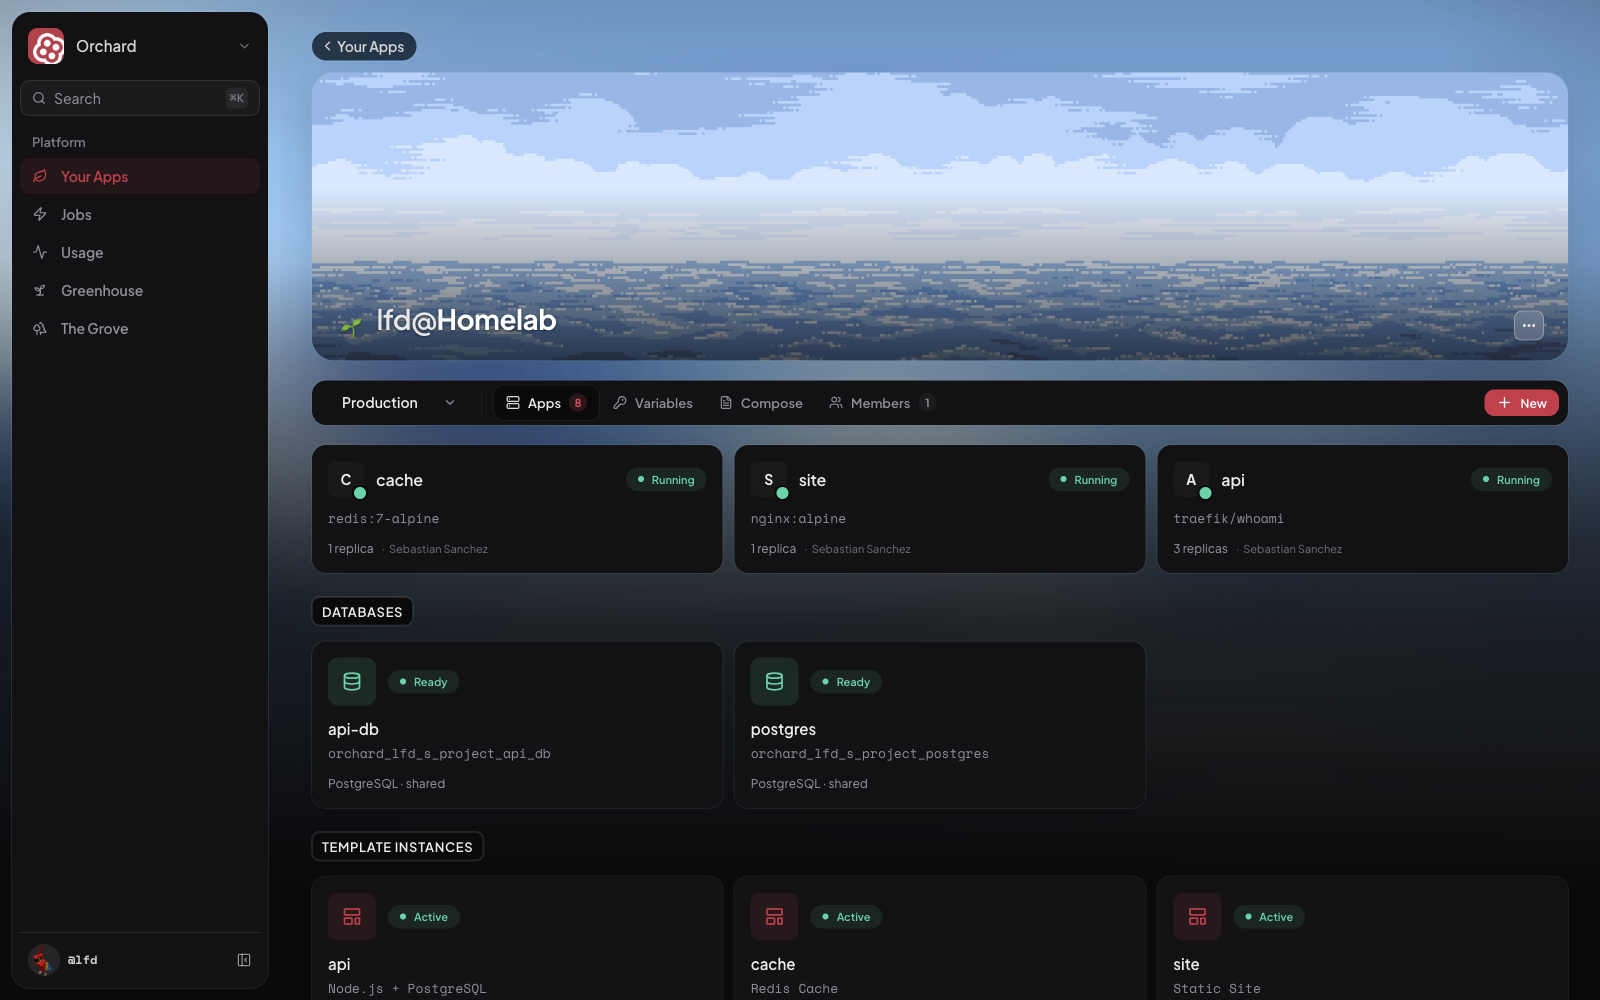 Orchard
Search ⌘K
Platform
Your Apps
Jobs
Usage
Greenhouse
The Grove
@lfd
Your Apps
lfd@Homelab
Production
Apps 8
Variables
Compose
Members 1
New
C cache Running
redis:7-alpine
1 replica · Sebastian Sanchez
S site Running
nginx:alpine
1 replica · Sebastian Sanchez
A api Running
traefik/whoami
3 replicas · Sebastian Sanchez
DATABASES
Ready
api-db
orchard_lfd_s_project_api_db
PostgreSQL · shared
Ready
postgres
orchard_lfd_s_project_postgres
PostgreSQL · shared
TEMPLATE INSTANCES
Active
api
Node.js + PostgreSQL
Active
cache
Redis Cache
Active
site
Static Site